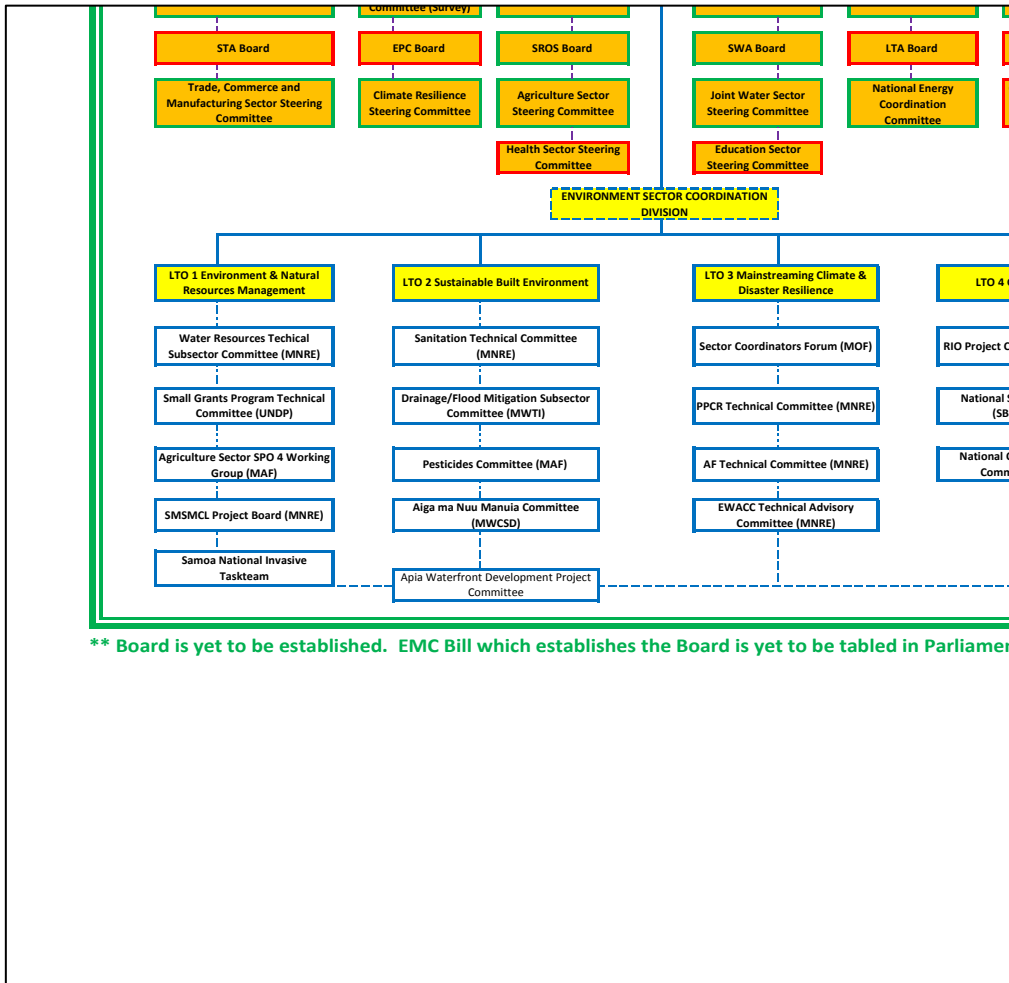 Committee (Survey)
STA Board
EPC Board
SROS Board
SWA Board
LTA Board
Trade, Commerce and
Manufacturing Sector Steering
Committee
Climate Resilience
Steering Committee
Agriculture Sector
Steering Committee
Joint Water Sector
Steering Committee
National Energy
Coordination
Committee
Health Sector Steering
Committee
Education Sector
Steering Committee
ENVIRONMENT SECTOR COORDINATION
DIVISION
LTO 1 Environment & Natural
Resources Management
LTO 2 Sustainable Built Environment
LTO 3 Mainstreaming Climate &
Disaster Resilience
LTO 4
Water Resources Techical
Subsector Committee (MNRE)
Sanitation Technical Committee
(MNRE)
Sector Coordinators Forum (MOF)
RIO Project
Small Grants Program Technical
Committee (UNDP)
Drainage/Flood Mitigation Subsector
Committee (MWTI)
PPCR Technical Committee (MNRE)
National
(SB
Agriculture Sector SPO 4 Working
Group (MAF)
Pesticides Committee (MAF)
AF Technical Committee (MNRE)
National
Comm
SMSMCL Project Board (MNRE)
Aiga ma Nuu Manuia Committee
(MWCSD)
EWACC Technical Advisory
Committee (MNRE)
Samoa National Invasive
Taskteam
Apia Waterfront Development Project
Committee
** Board is yet to be established. EMC Bill which establishes the Board is yet to be tabled in Parliamen